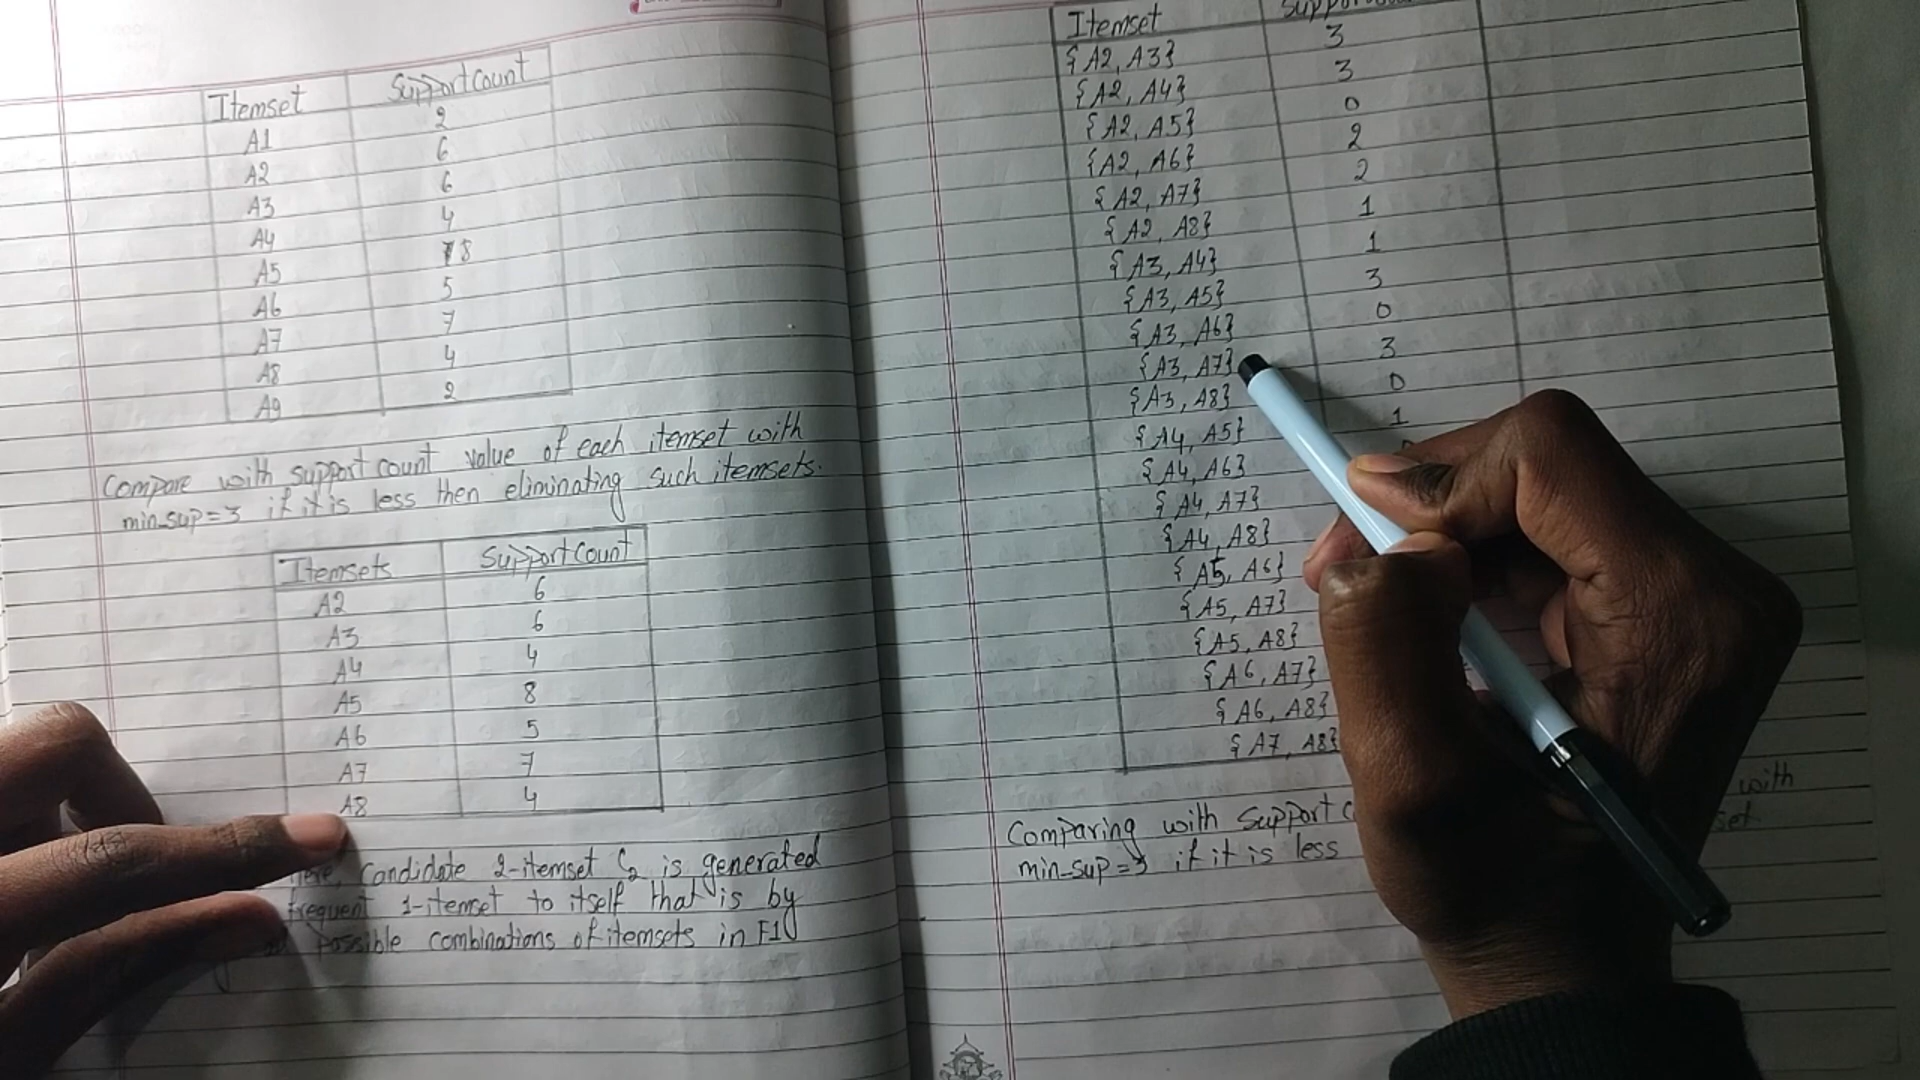 Itemset Support Count
A1 2
A2 6
A3 6
A4 4
A5 8
A6 5
A7 7
A8 4
A9 2
Compare with support count value of each itemset with
min_sup=3 if it is less then eliminating such itemsets.
Itemsets Support Count
A2 6
A3 6
A4 4
A5 8
A6 5
A7 7
A8 4
Candidate 2-itemset C2 is generated
frequent 1-itemset to itself that is by
possible combinations of itemsets in F1
Itemset
{A2, A3} 3
{A2, A4} 3
{A2, A5} 0
{A2, A6} 2
{A2, A7} 2
{A2, A8} 1
{A3, A4} 1
{A3, A5} 3
{A3, A6} 0
{A3, A7} 3
{A3, A8} 0
{A4, A5} 1
{A4, A6}
{A4, A7}
{A4, A8}
{A5, A6}
{A5, A7}
{A5, A8}
{A6, A7}
{A6, A8}
{A7, A8}
Comparing with Support with
min_sup=3 if it is less